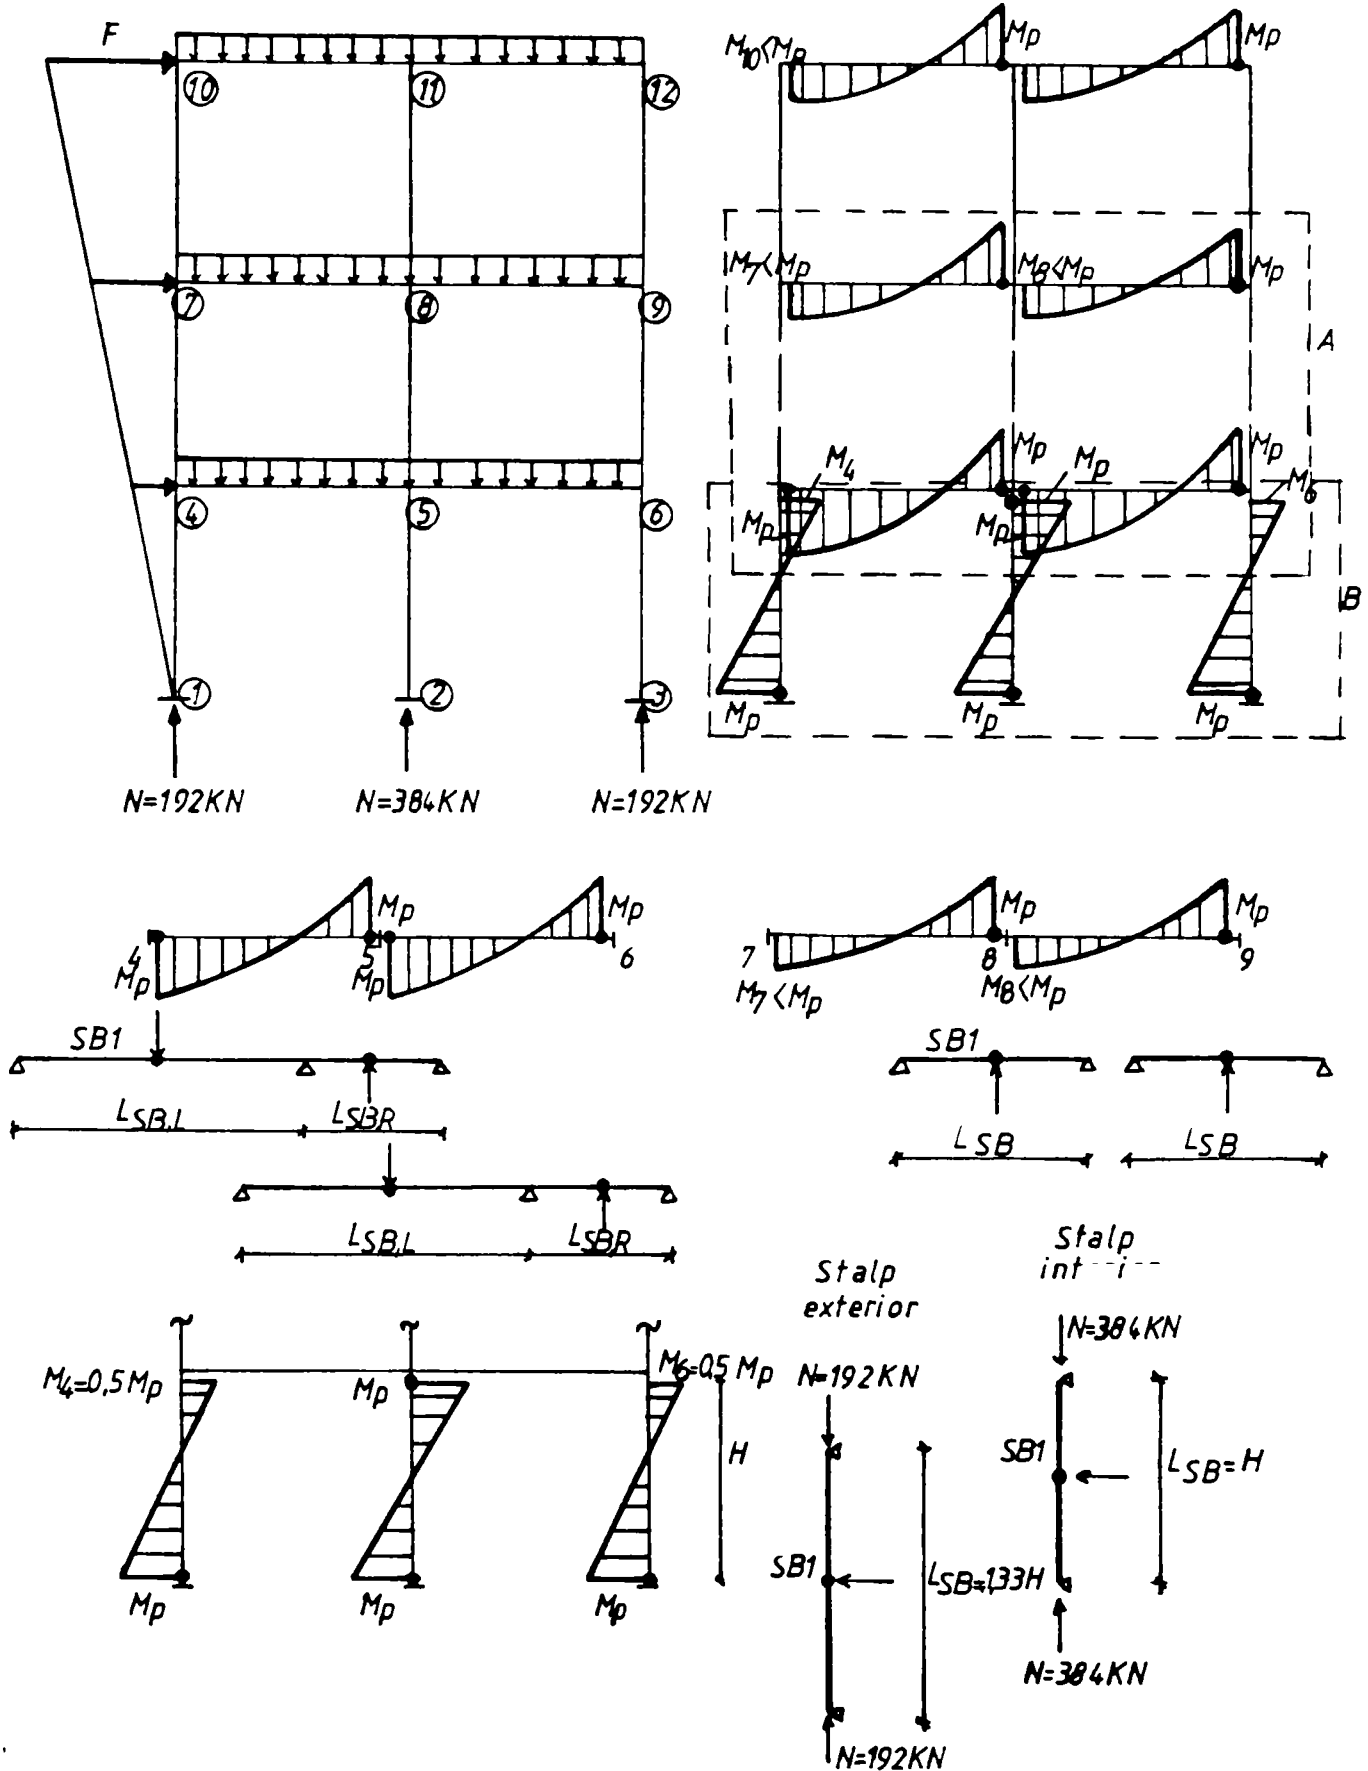 F
10
11
12
7
8
9
4
5
6
1
2
3
N=192KN
N=384KN
N=192KN
M10<Mp
Mp
Mp
M7<Mp
M8<Mp
Mp
A
M4
Mp
Mp
Mp
M6
Mp
Mp
B
Mp
Mp
Mp
4
Mp
Mp
5
Mp
Mp
6
SB1
LSB,L
LSBR
LSB,L
LSBR
7
M7<Mp
Mp
8
M8<Mp
Mp
9
SB1
LSB
LSB
M4=0,5Mp
Mp
M6=0,5Mp
H
Mp
Mp
Mp
Stalp
exterior
N=192KN
SB1
LSB=1,33H
N=192KN
Stalp
N=384KN
SB1
LSB=H
N=384KN